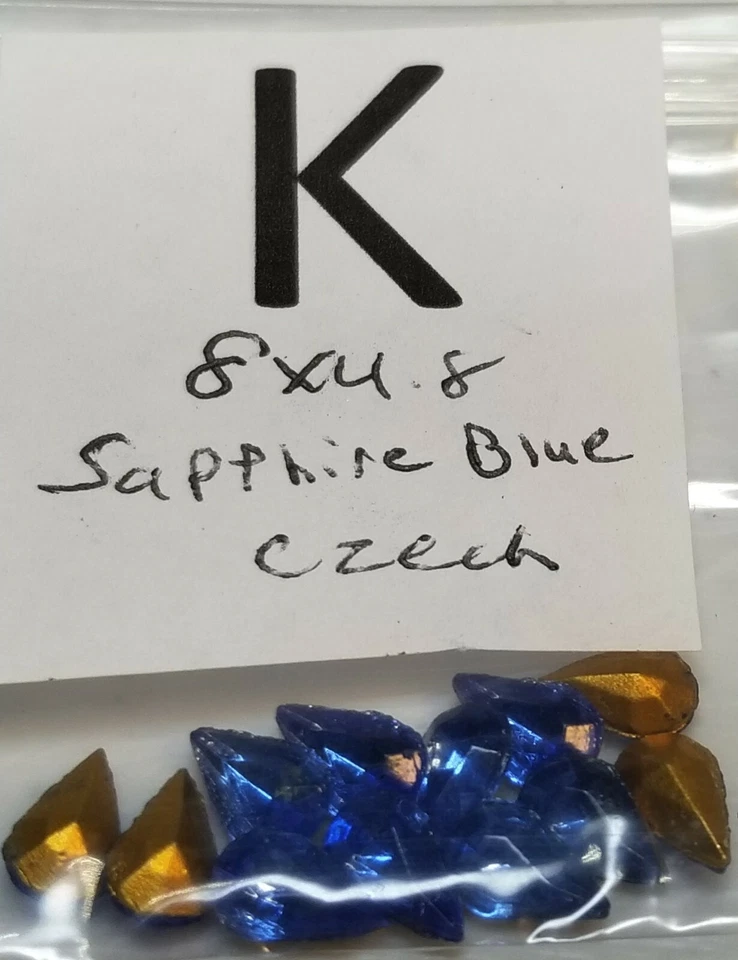 K
8x4.8
Sapphire Blue
Czech